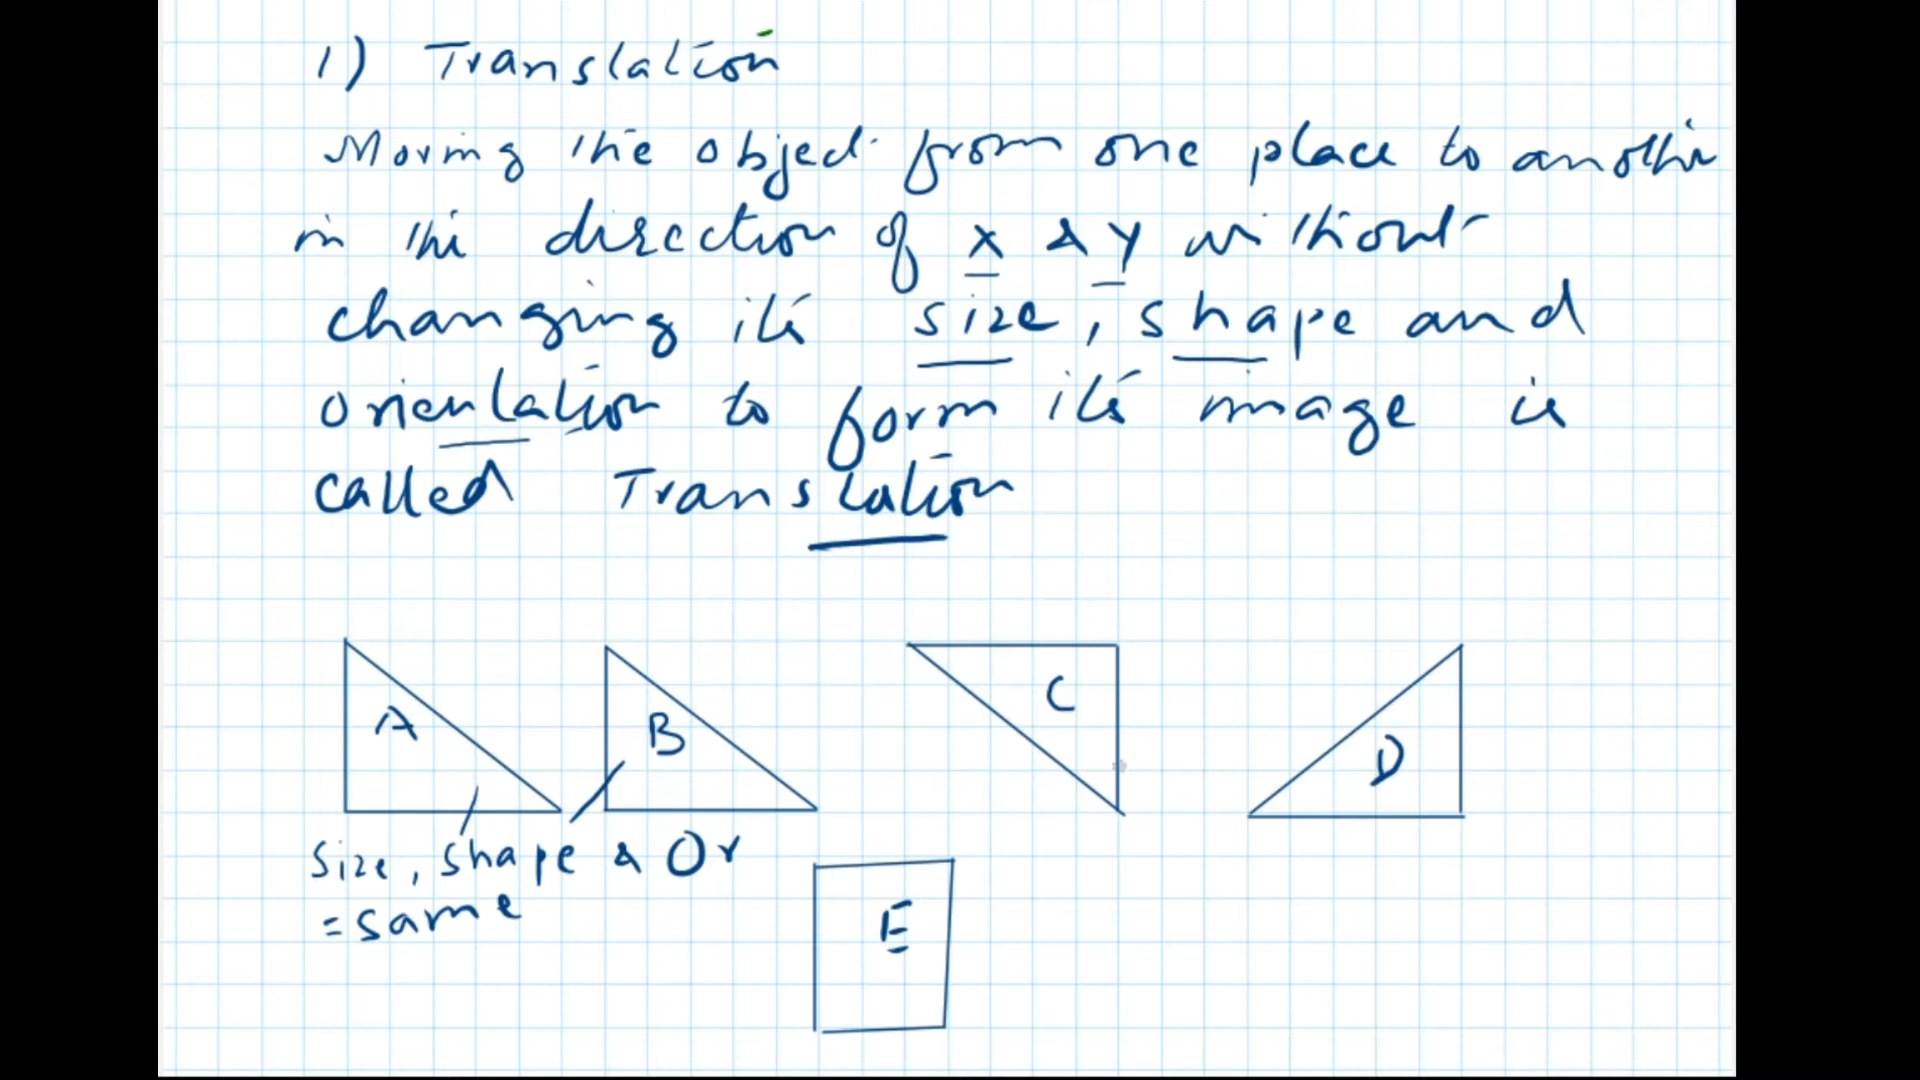 1) Translation
Moving the object from one place to another
in the direction of x & y without
changing its size, shape and
orientation to form its image is
called Translation
A
B
C
D
size, shape & Or
= same
E